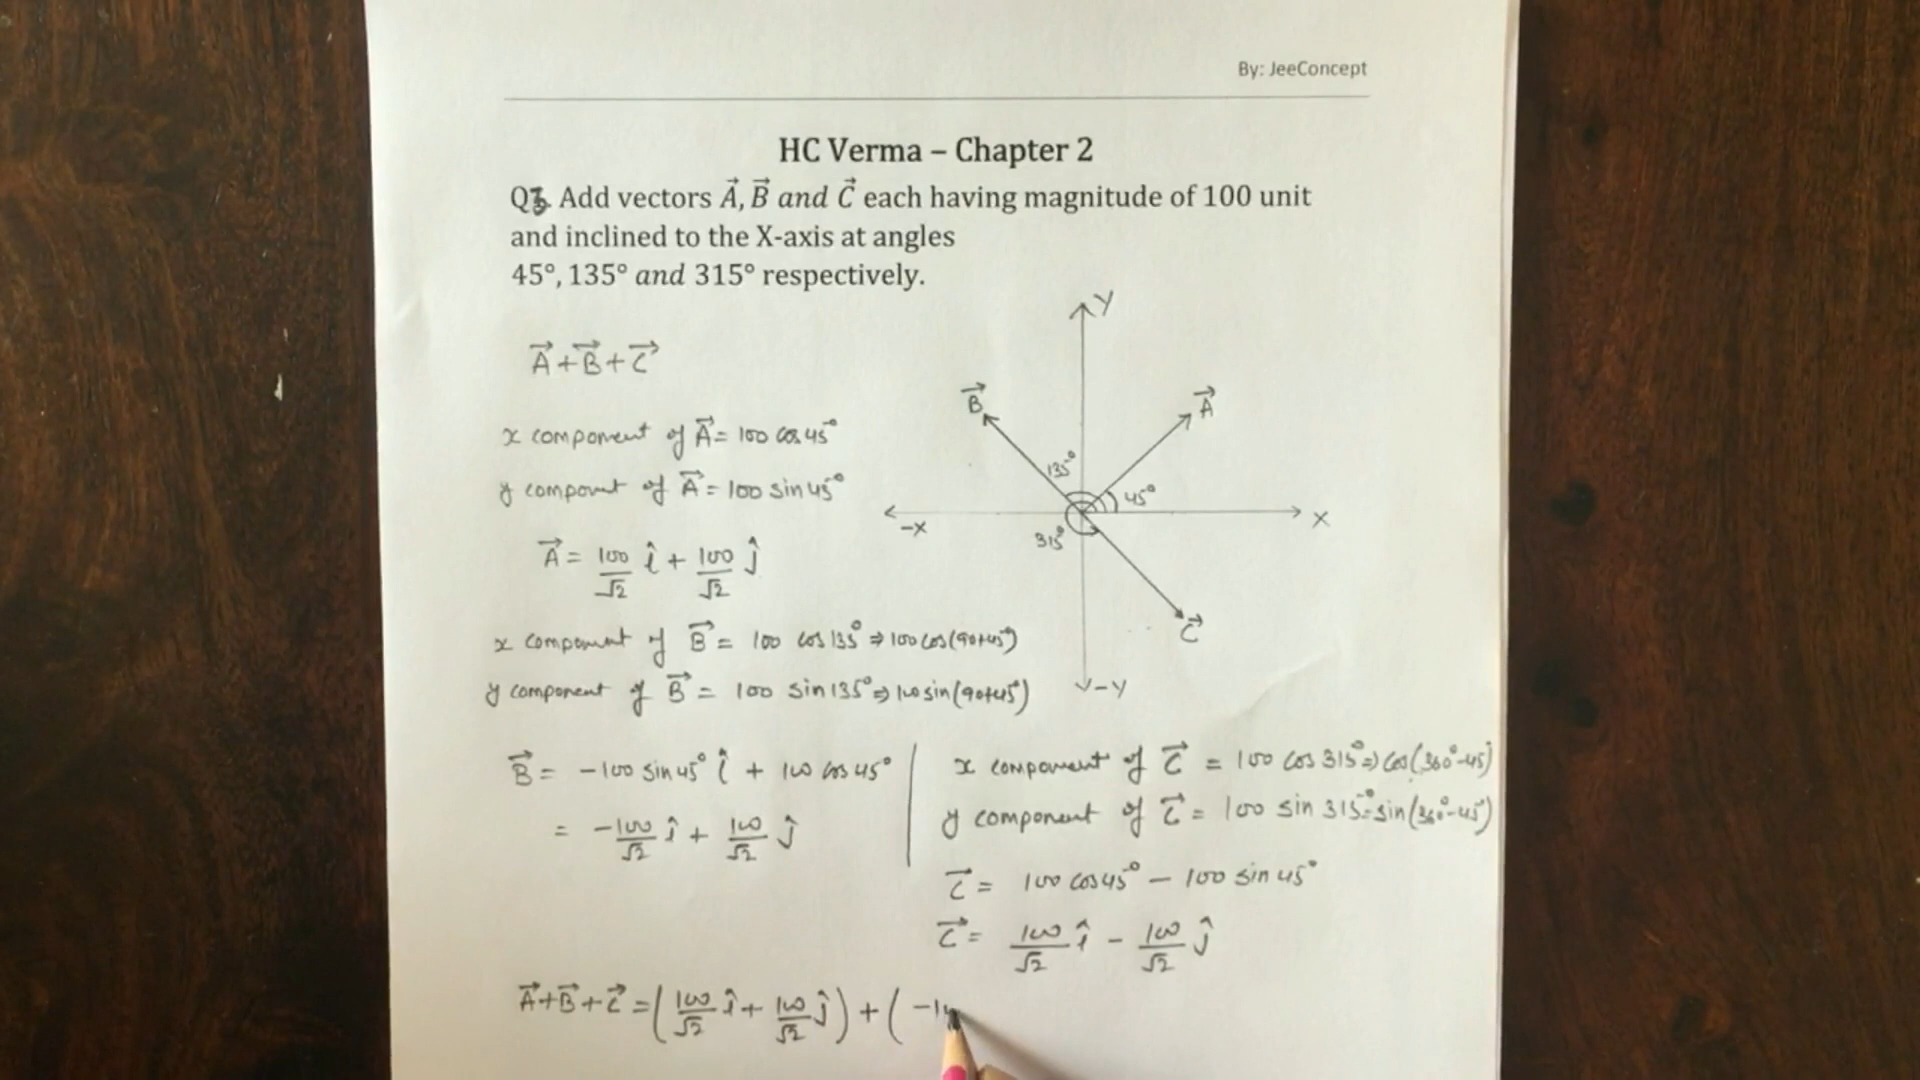 By: JeeConcept
HC Verma – Chapter 2
Q3. Add vectors A⃗, B⃗ and C⃗ each having magnitude of 100 unit
and inclined to the X-axis at angles
45°, 135° and 315° respectively.
A⃗ + B⃗ + C⃗
x component of A⃗ = 100 cos 45°
y componet of A⃗ = 100 sin 45°
A⃗ = 100/√2 î + 100/√2 ĵ
x component of B⃗ = 100 cos 135° ⇒ 100 cos (90+45°)
y component of B⃗ = 100 sin 135° ⇒ 100 sin (90+45°)
B⃗ = -100 sin 45° î + 100 cos 45°
= -100/√2 î + 100/√2 ĵ
Y
B⃗
A⃗
135°
45°
-X
X
315°
C⃗
-Y
x component of C⃗ = 100 cos 315° ⇒ cos (360°-45°)
y component of C⃗ = 100 sin 315° = sin (360°-45°)
C⃗ = 100 cos 45° - 100 sin 45°
C⃗ = 100/√2 î - 100/√2 ĵ
A⃗ + B⃗ + C⃗ = (100/√2 î + 100/√2 ĵ) + ( -1